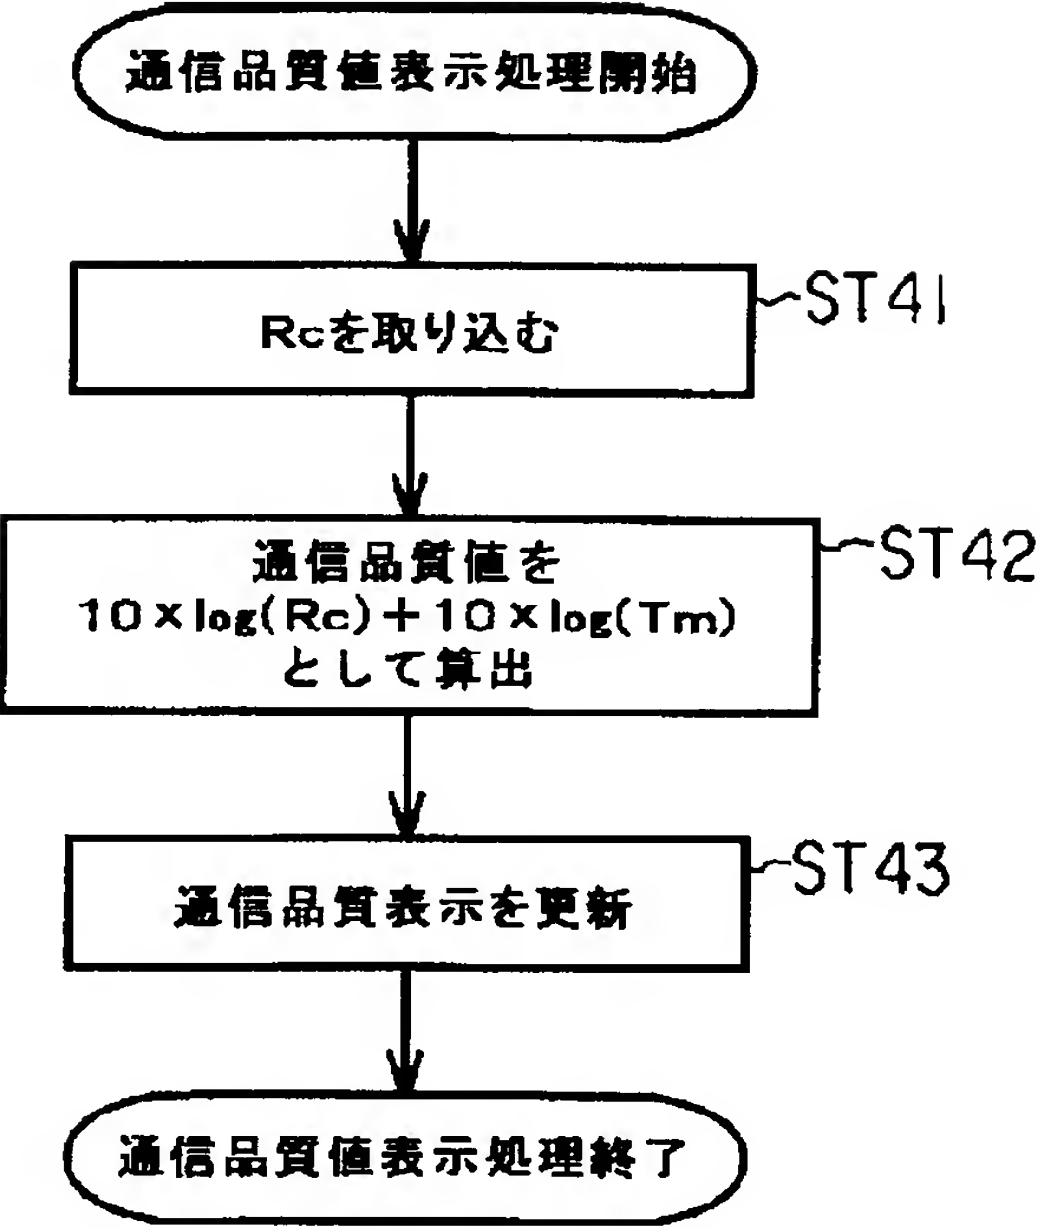 通信品質値表示処理開始
Rcを取り込む
ST41
通信品質値を
10×log(Rc)+10×log(Tm)
として算出
ST42
通信品質表示を更新
ST43
通信品質値表示処理終了